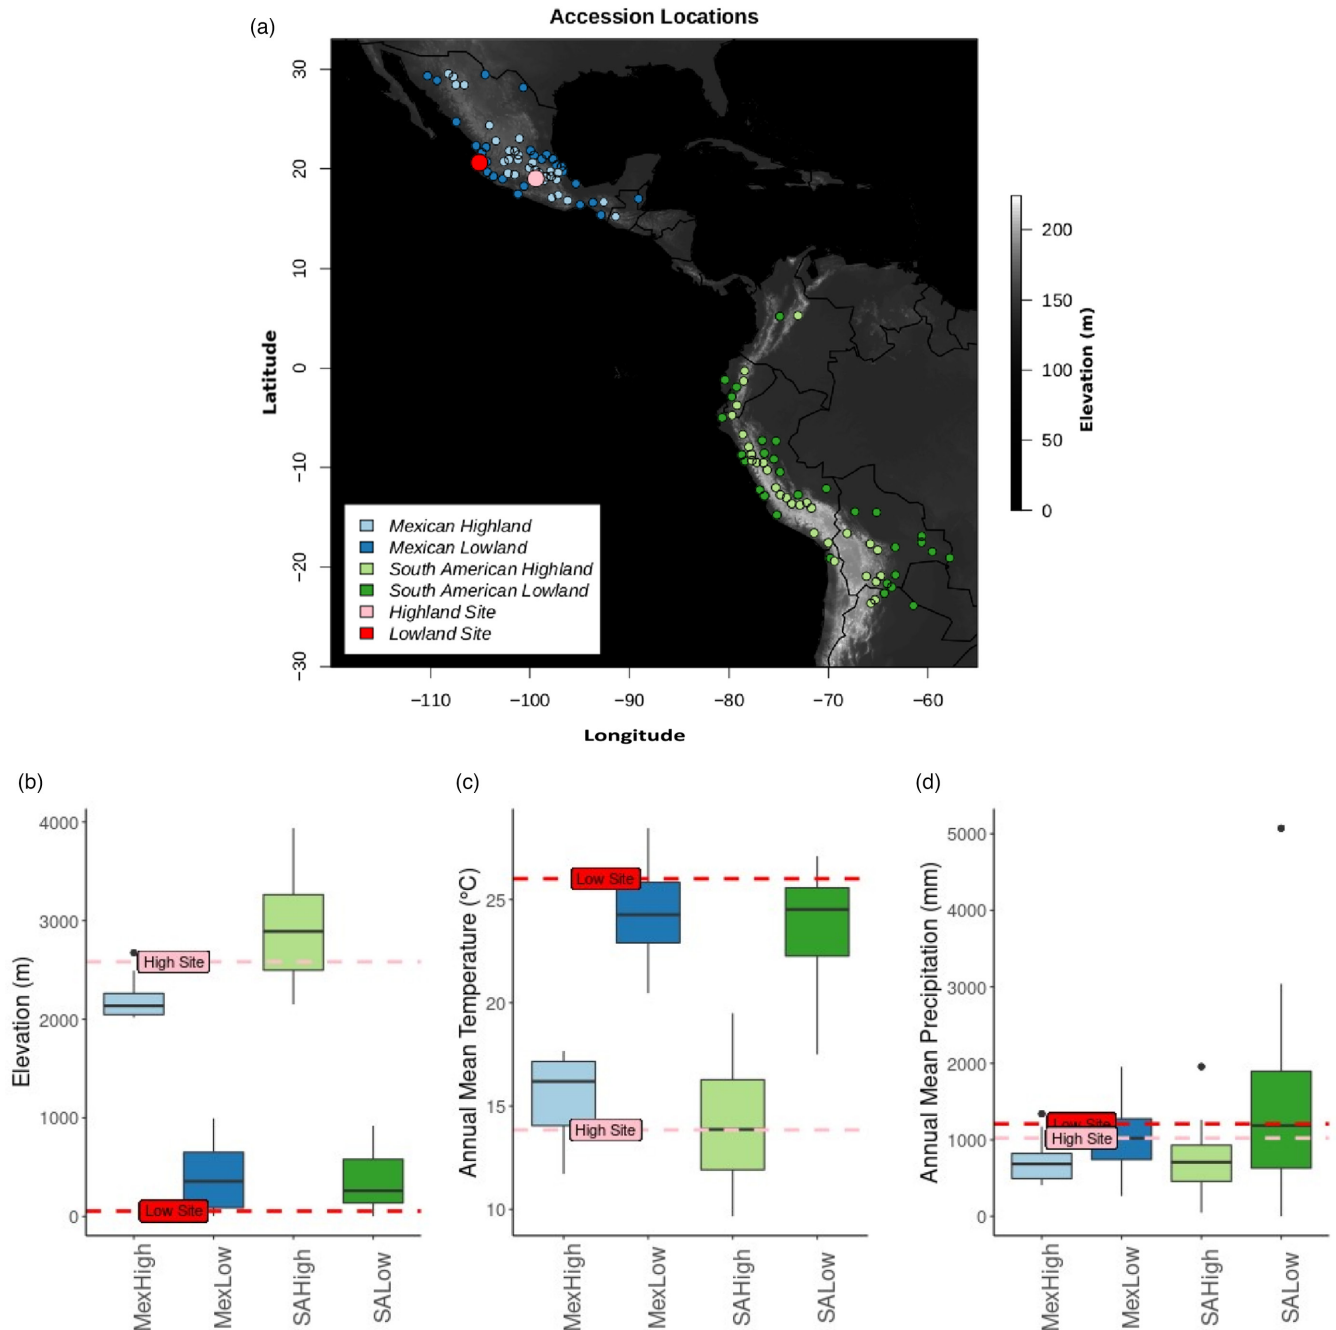 (a)
Accession Locations
30
20
10
0
−10
−20
−30
Latitude
−110
−100
−90
−80
−70
−60
Longitude
Mexican Highland
Mexican Lowland
South American Highland
South American Lowland
Highland Site
Lowland Site
200
150
100
50
0
Elevation (m)
(b)
4000
3000
2000
1000
0
Elevation (m)
High Site
Low Site
MexHigh
MexLow
SAHigh
SALow
(c)
25
20
15
10
Annual Mean Temperature (°C)
Low Site
High Site
MexHigh
MexLow
SAHigh
SALow
(d)
5000
4000
3000
2000
1000
0
Annual Mean Precipitation (mm)
Low Site
High Site
MexHigh
MexLow
SAHigh
SALow